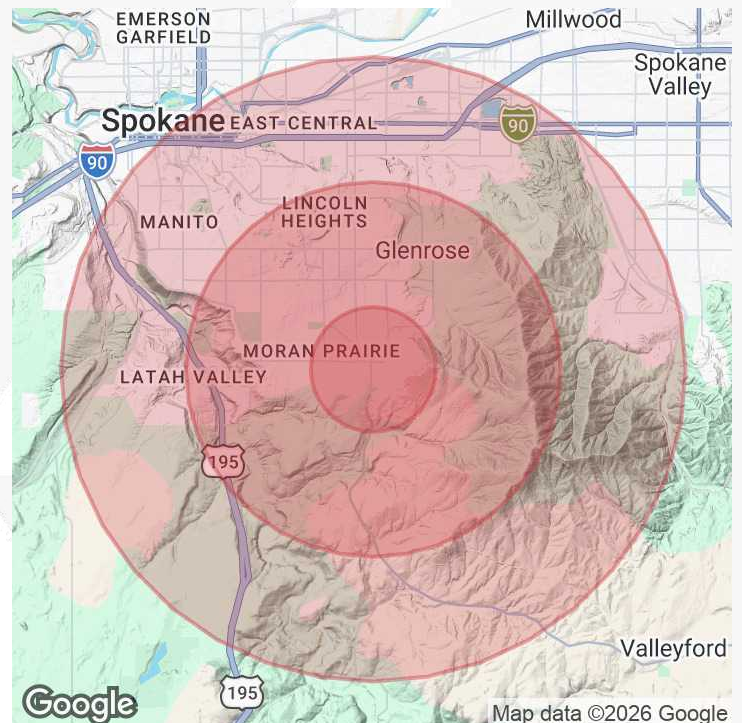 EMERSON
GARFIELD
Millwood
Spokane
Valley
Spokane
EAST CENTRAL
90
90
LINCOLN
HEIGHTS
MANITO
Glenrose
MORAN PRAIRIE
LATAH VALLEY
195
Valleyford
195
Google
Map data ©2026 Google